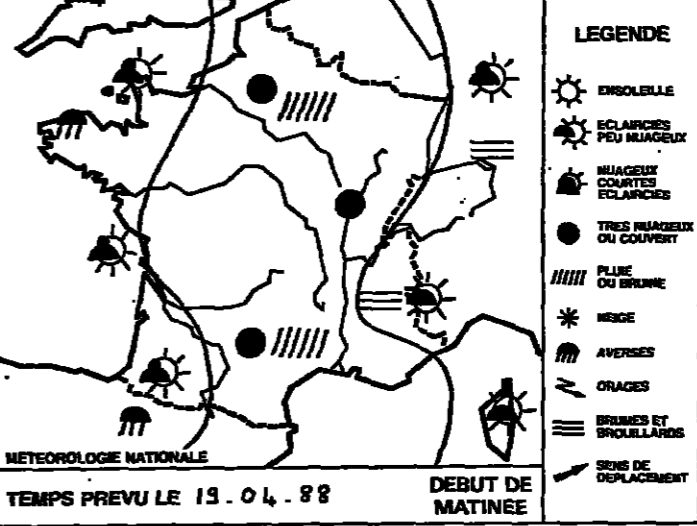 LEGENDE
ENSOLEILLE
ECLAIRCIES
PEU NUAGEUX
NUAGEUX
COURTES
ECLAIRCIES
TRES NUAGEUX
OU COUVERT
PLUIE
OU BRUINE
NEIGE
AVERSES
ORAGES
BRUMES ET
BROUILLARDS
SENS DE
DEPLACEMENT
METEOROLOGIE NATIONALE
TEMPS PREVU LE 19.04.88
DEBUT DE
MATINEE